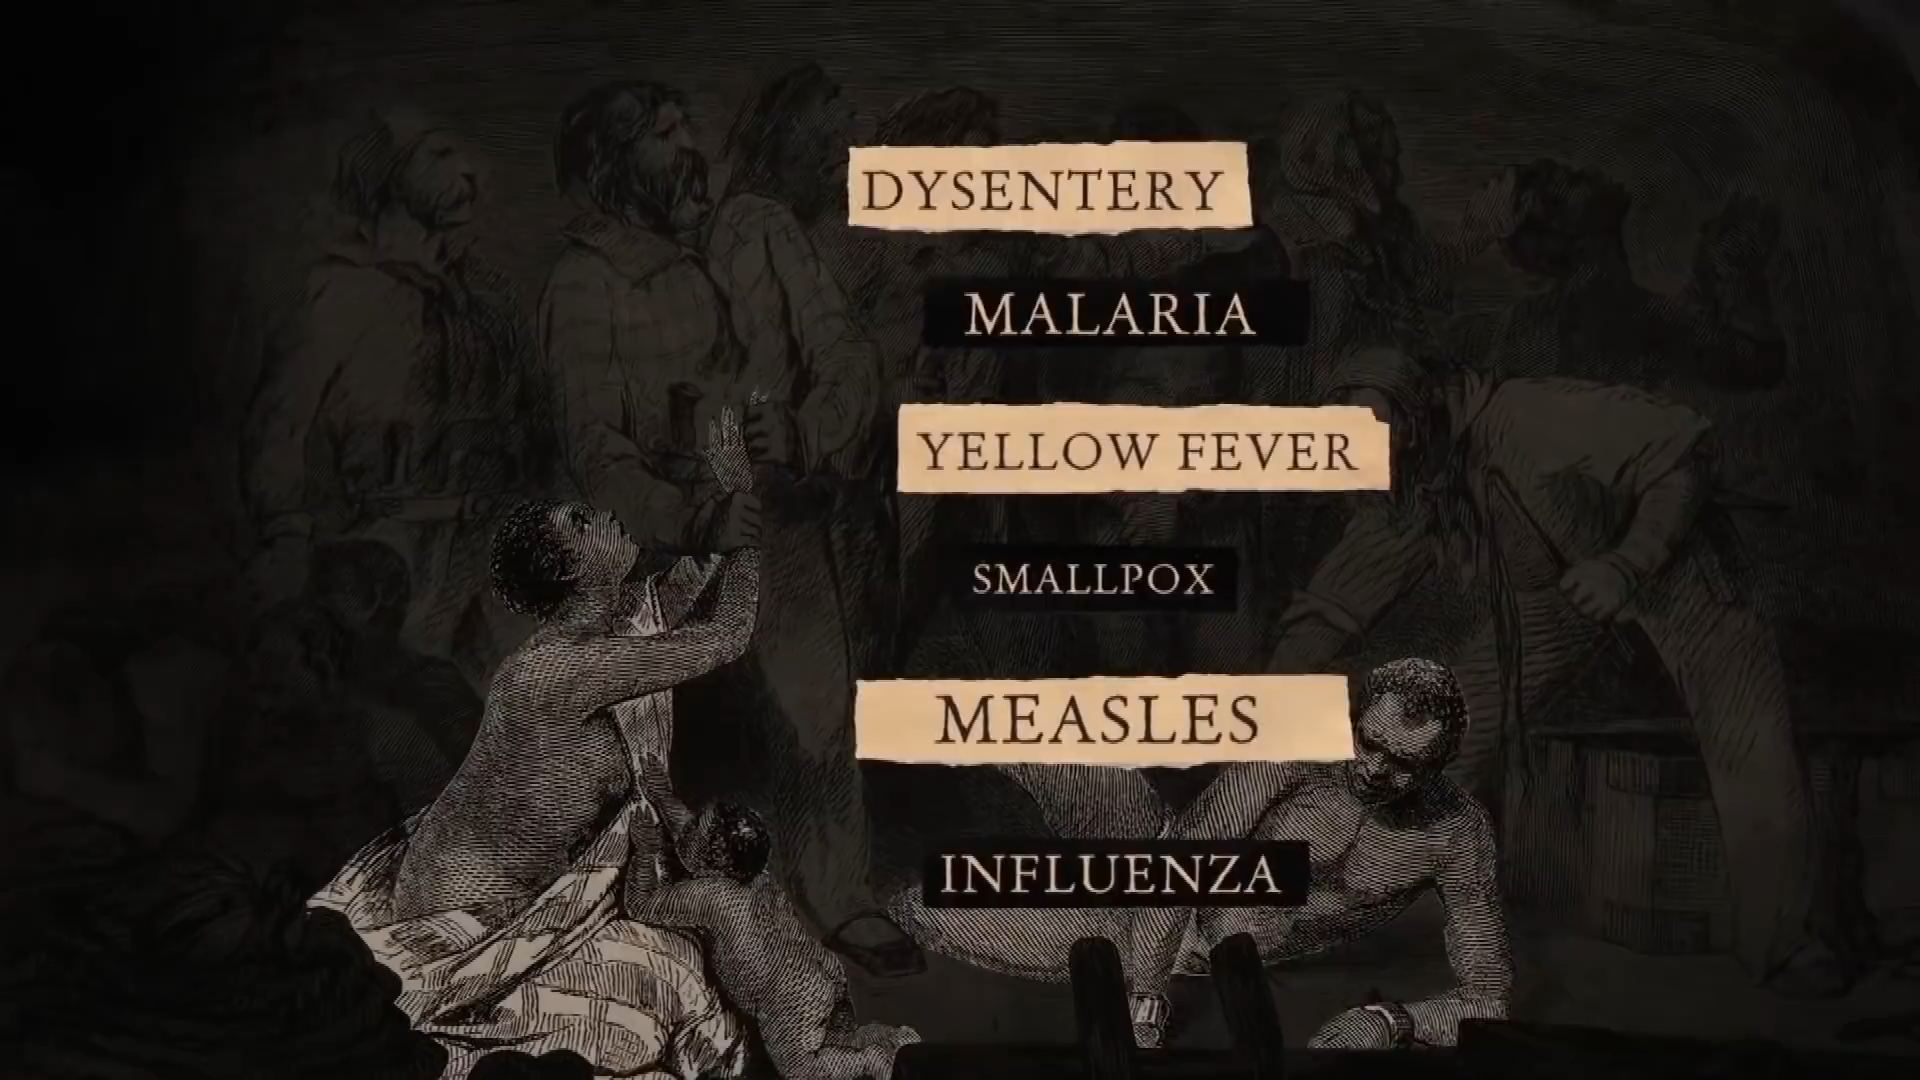 DYSENTERY
MALARIA
YELLOW FEVER
SMALLPOX
MEASLES
INFLUENZA